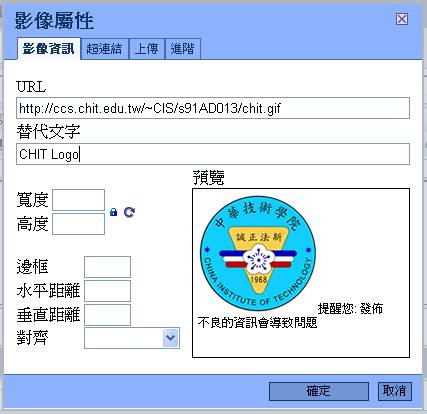 影像屬性
影像資訊 超連結 上傳 進階
URL
http://ccs.chit.edu.tw/~CIS/s91AD013/chit.gif
替代文字
CHIT Logo
寬度
高度
邊框
水平距離
垂直距離
對齊
預覽
中華技術學院
誠正法新
1968
CHINA INSTITUTE OF TECHNOLOGY
提醒您: 發佈
不良的資訊會導致問題
確定 取消